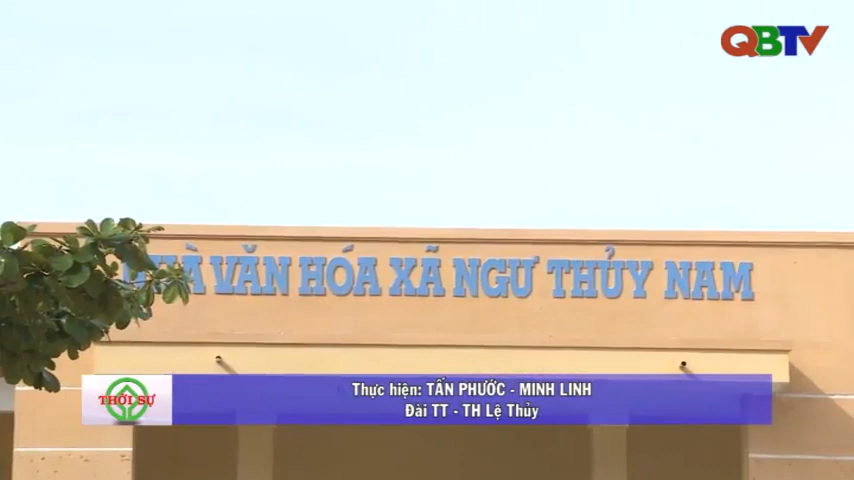 QBTV
NHÀ VĂN HÓA XÃ NGƯ THỦY NAM
Thực hiện: TẤN PHƯỚC - MINH LINH
THỜI SỰ
Đài TT - TH Lệ Thủy